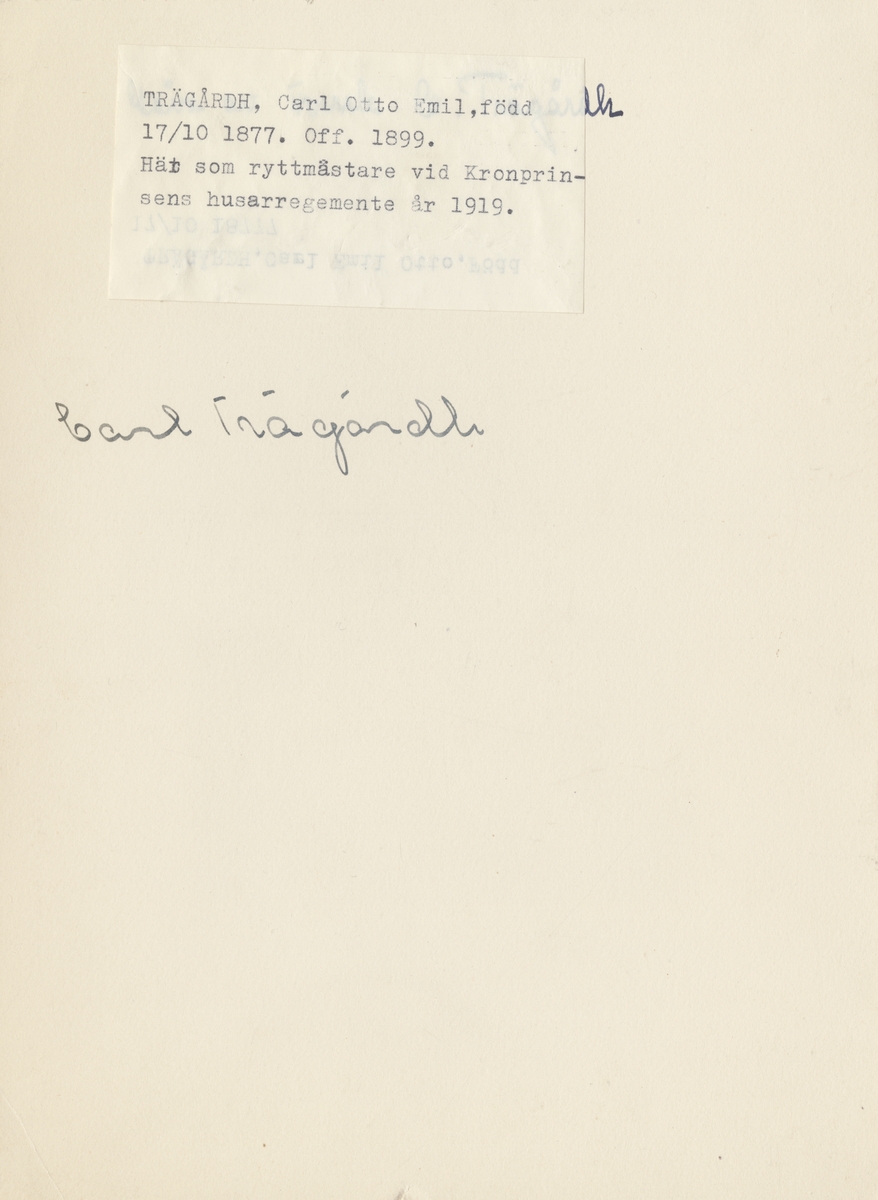 TRÄGÅRDH, Carl Otto Emil,född
17/10 1877. Off. 1899.
Här som ryttmästare vid Kronprin-
sens husarregemente år 1919.
dh
Carl Trägårdh